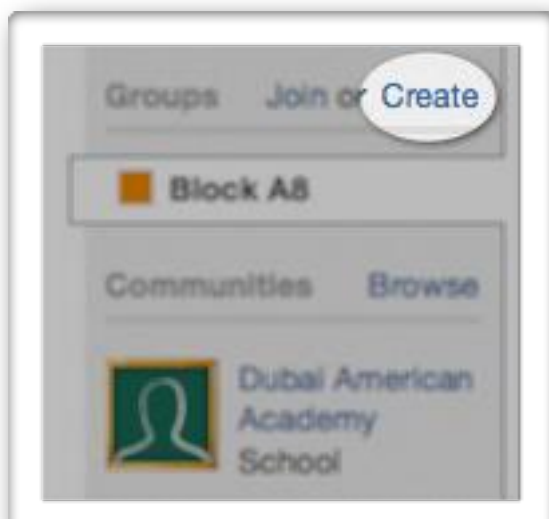 Groups Join or Create
Block A8
Communities Browse
Dubai American
Academy
School